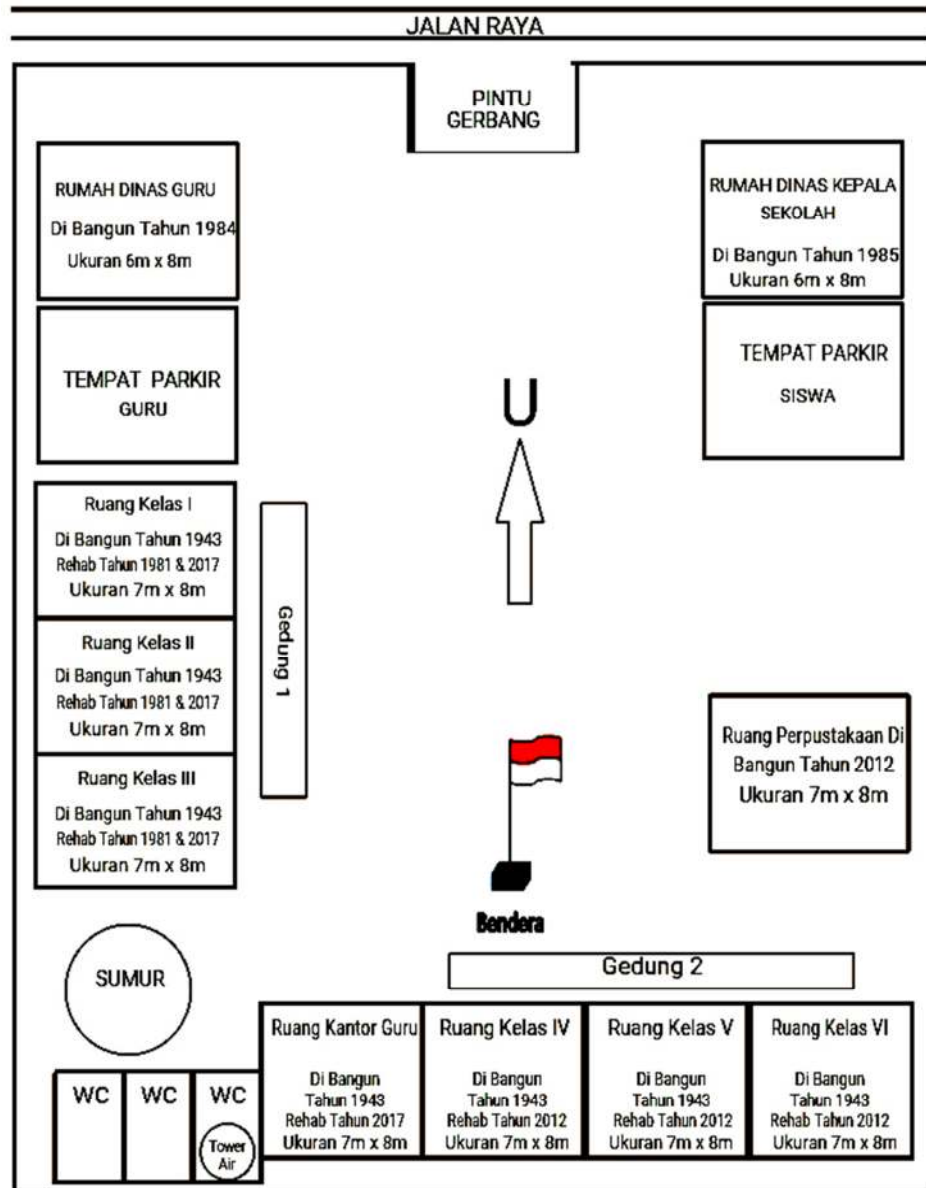 JALAN RAYA
PINTU
GERBANG
RUMAH DINAS GURU
Di Bangun Tahun 1984
Ukuran 6m x 8m
RUMAH DINAS KEPALA
SEKOLAH
Di Bangun Tahun 1985
Ukuran 6m x 8m
TEMPAT PARKIR
GURU
TEMPAT PARKIR
SISWA
U
Ruang Kelas I
Di Bangun Tahun 1943
Rehab Tahun 1981 & 2017
Ukuran 7m x 8m
Ruang Kelas II
Di Bangun Tahun 1943
Rehab Tahun 1981 & 2017
Ukuran 7m x 8m
Ruang Kelas III
Di Bangun Tahun 1943
Rehab Tahun 1981 & 2017
Ukuran 7m x 8m
Gedung 1
Ruang Perpustakaan Di
Bangun Tahun 2012
Ukuran 7m x 8m
Bendera
SUMUR
Gedung 2
WC
WC
WC
Tower
Air
Ruang Kantor Guru
Di Bangun
Tahun 1943
Rehab Tahun 2017
Ukuran 7m x 8m
Ruang Kelas IV
Di Bangun
Tahun 1943
Rehab Tahun 2012
Ukuran 7m x 8m
Ruang Kelas V
Di Bangun
Tahun 1943
Rehab Tahun 2012
Ukuran 7m x 8m
Ruang Kelas VI
Di Bangun
Tahun 1943
Rehab Tahun 2012
Ukuran 7m x 8m